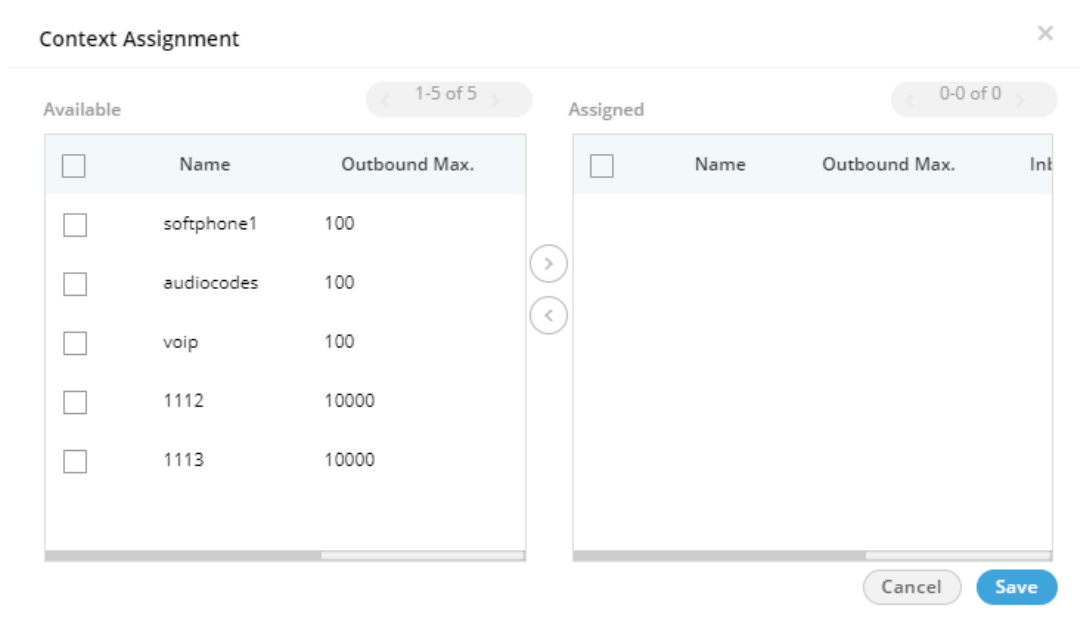 Context Assignment
Available
1-5 of 5
Assigned
0-0 of 0
Name Outbound Max.
softphone1 100
audiocodes 100
voip 100
1112 10000
1113 10000
Name Outbound Max.
Cancel Save